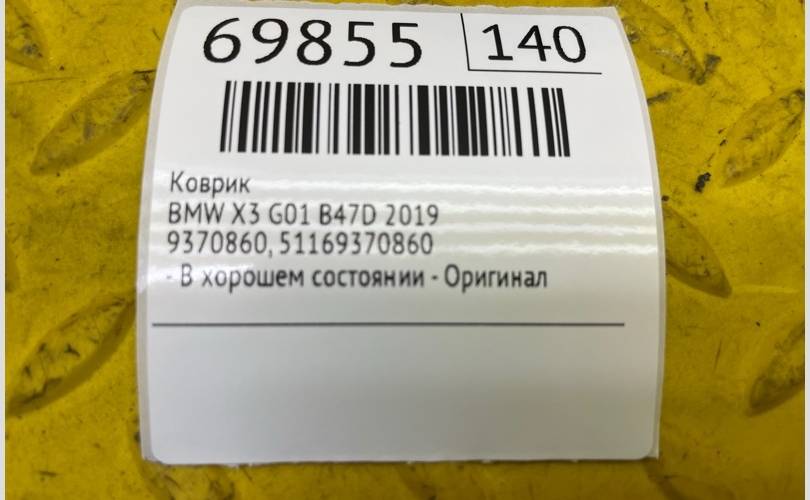 69855 140
Коврик
BMW X3 G01 B47D 2019
9370860, 51169370860
- В хорошем состоянии - Оригинал